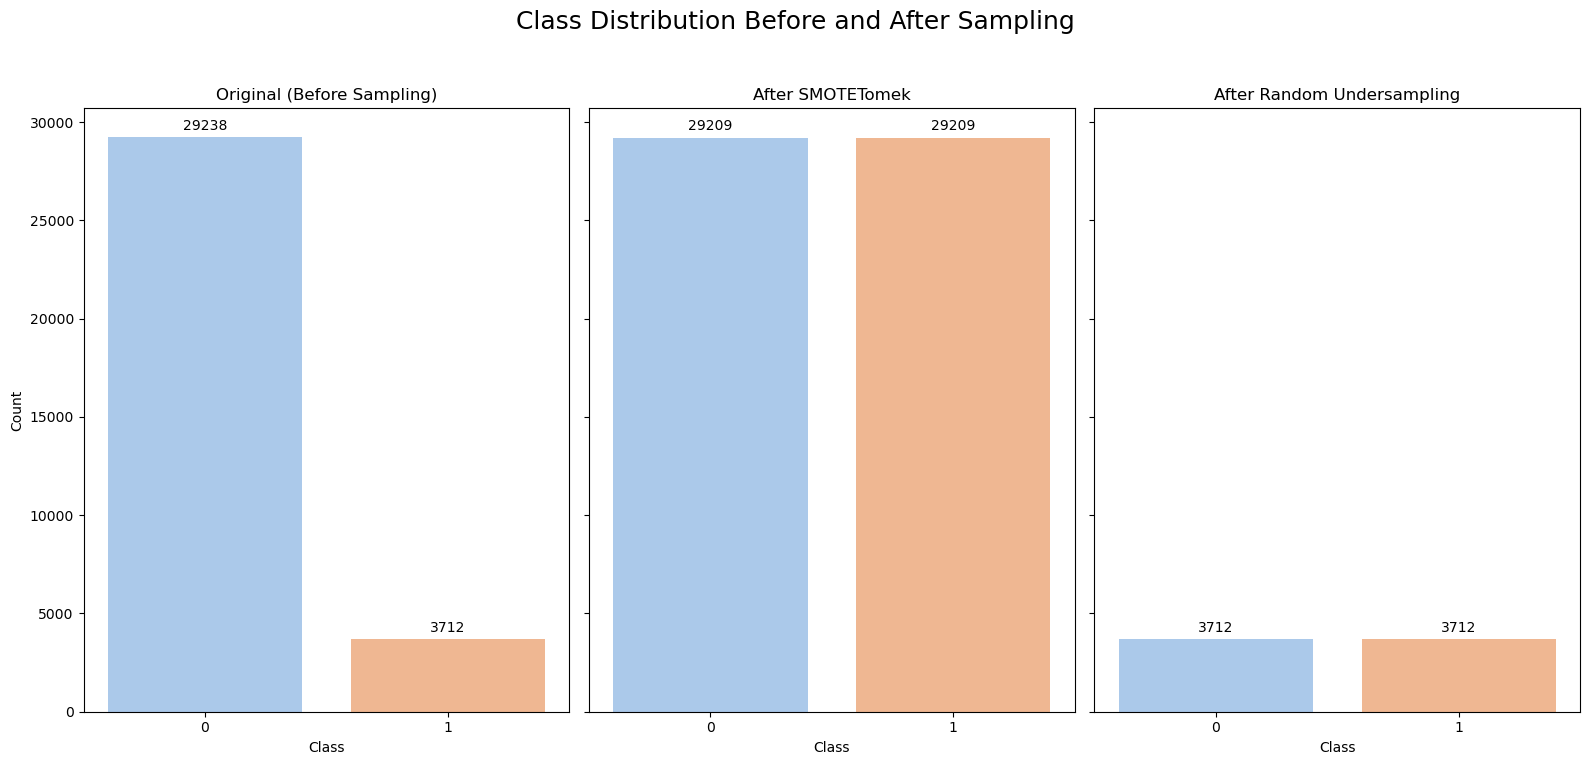 Class Distribution Before and After Sampling
Original (Before Sampling)
After SMOTETomek
After Random Undersampling
30000
25000
20000
15000
10000
5000
0
Count
29238
3712
0
1
Class
29209
29209
0
1
Class
3712
3712
0
1
Class